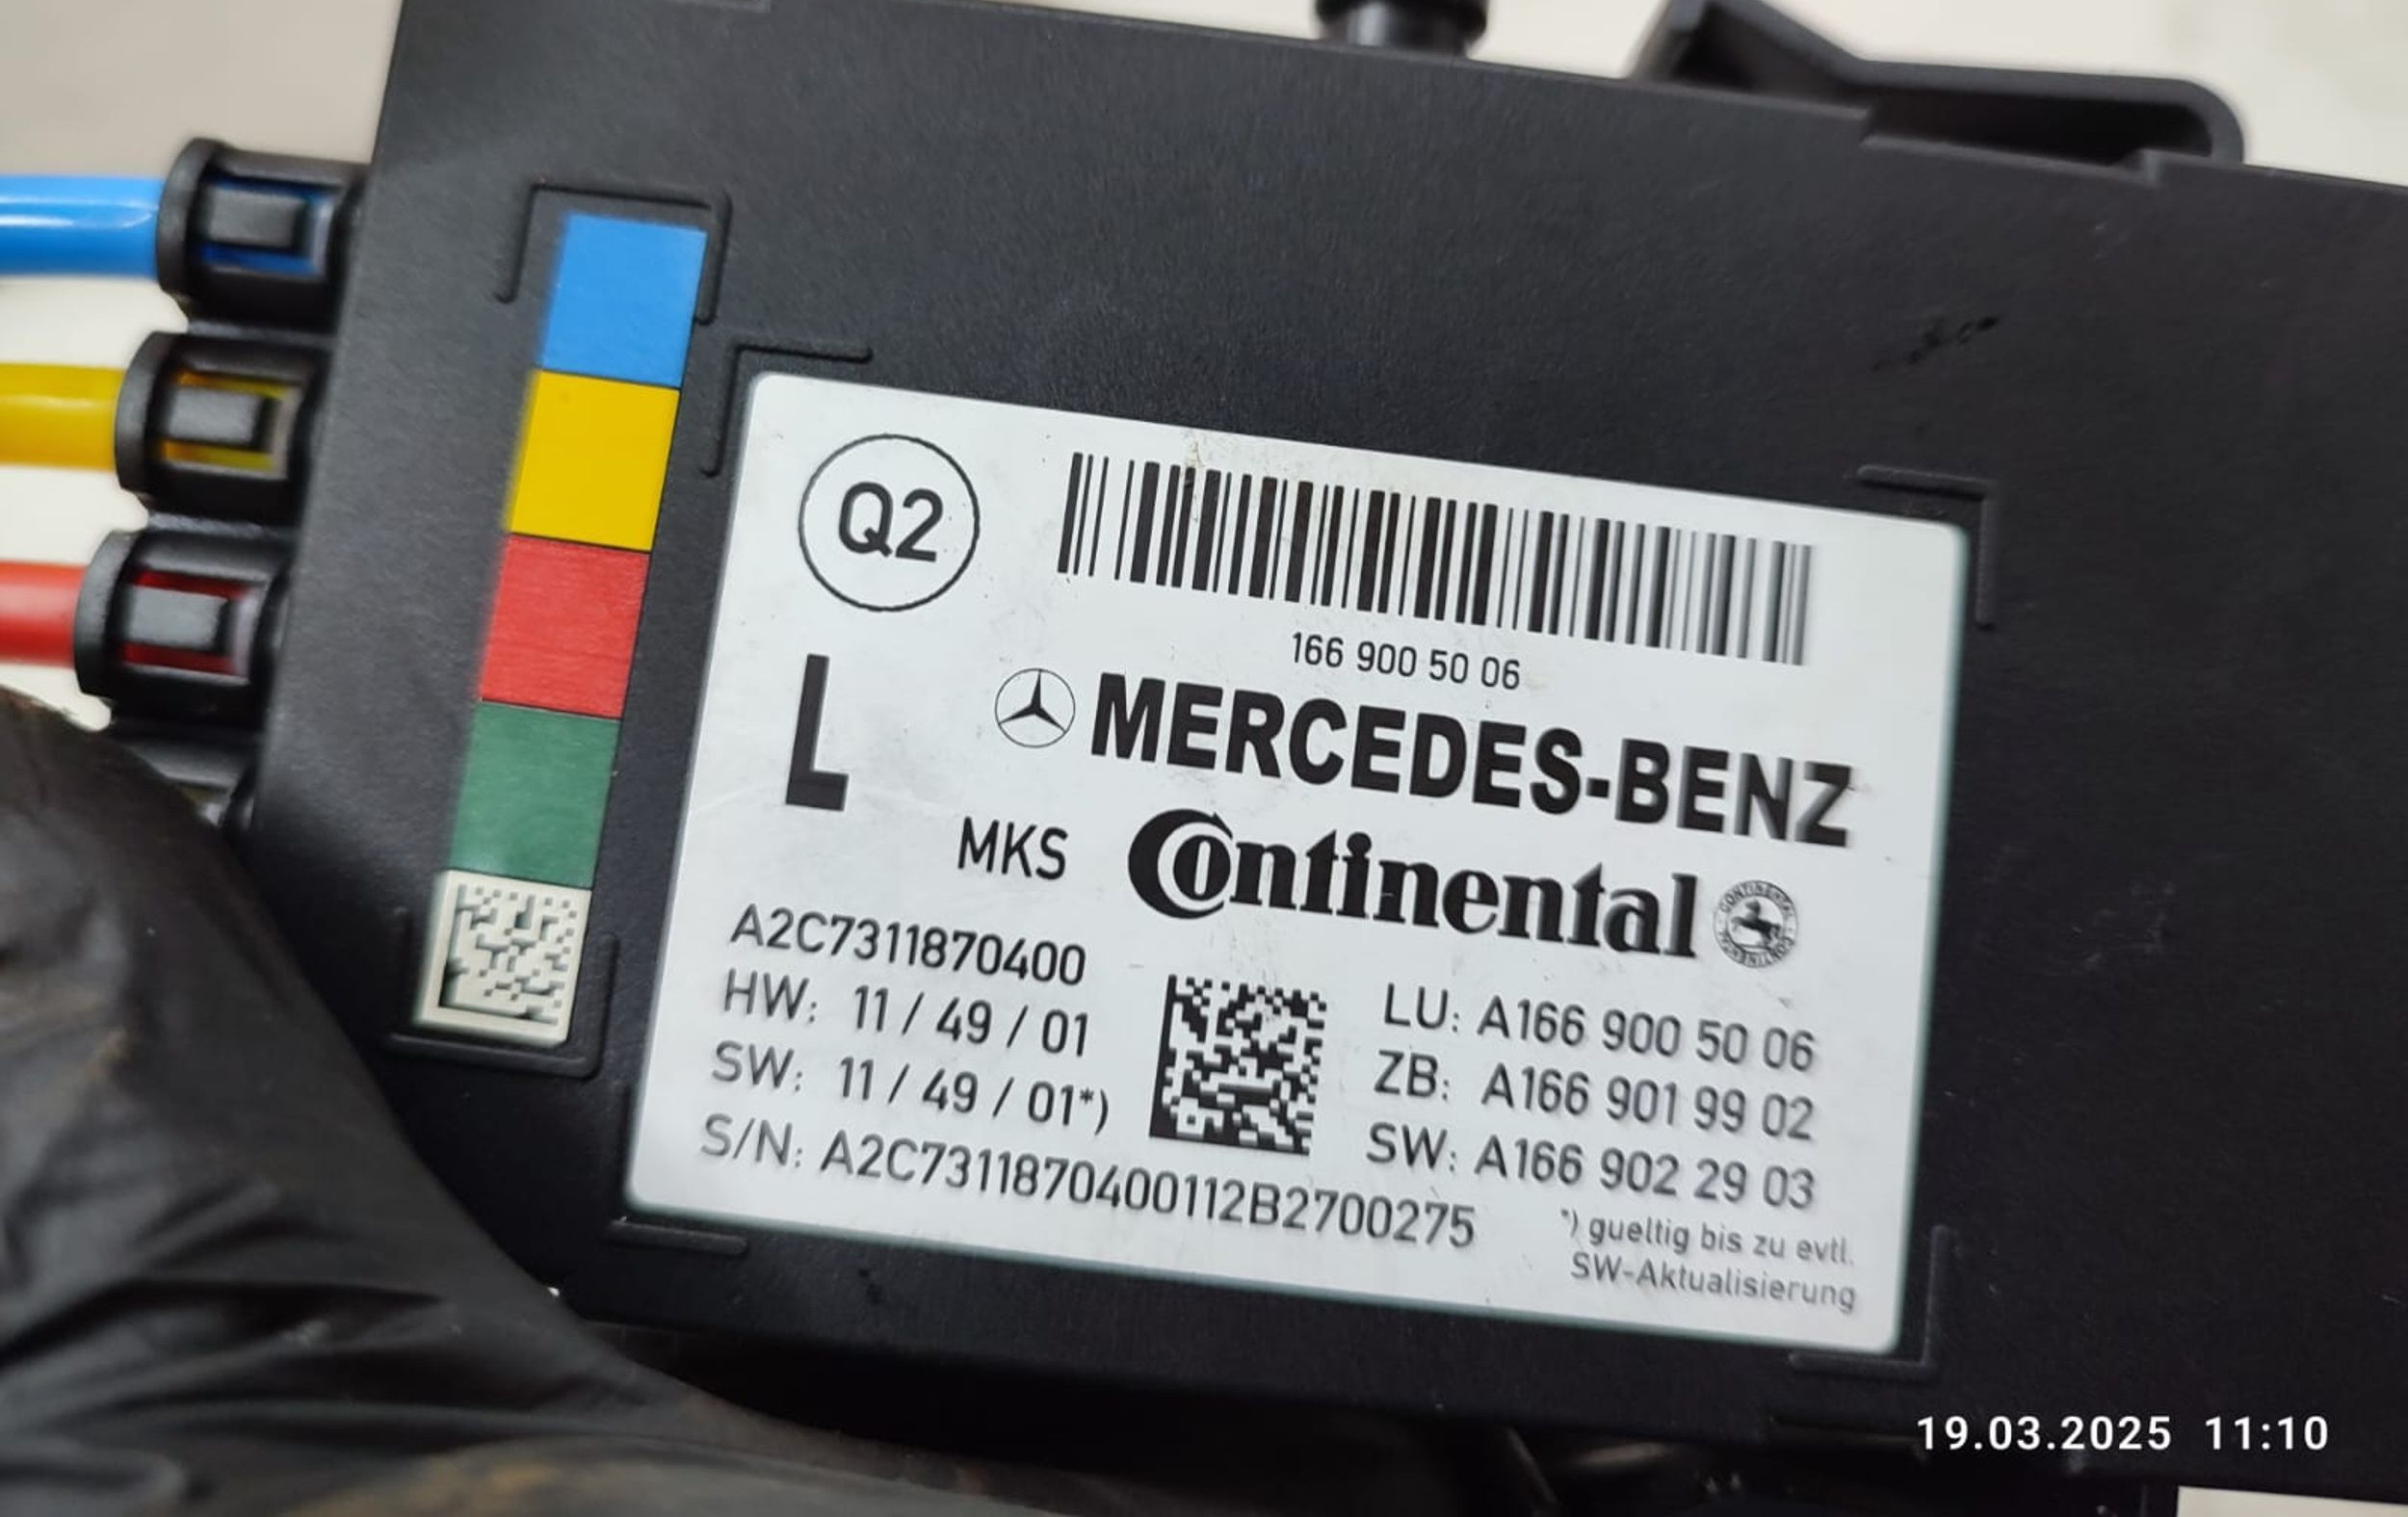 Q2
166 900 50 06
L
MERCEDES-BENZ
MKS Continental
CONTINENTAL CONTINENTAL
A2C7311870400
HW: 11 / 49 / 01
SW: 11 / 49 / 01*)
S/N: A2C7311870400112B2700275
LU: A166 900 50 06
ZB: A166 901 99 02
SW: A166 902 29 03
*) gueltig bis zu evtl.
SW-Aktualisierung
19.03.2025 11:10